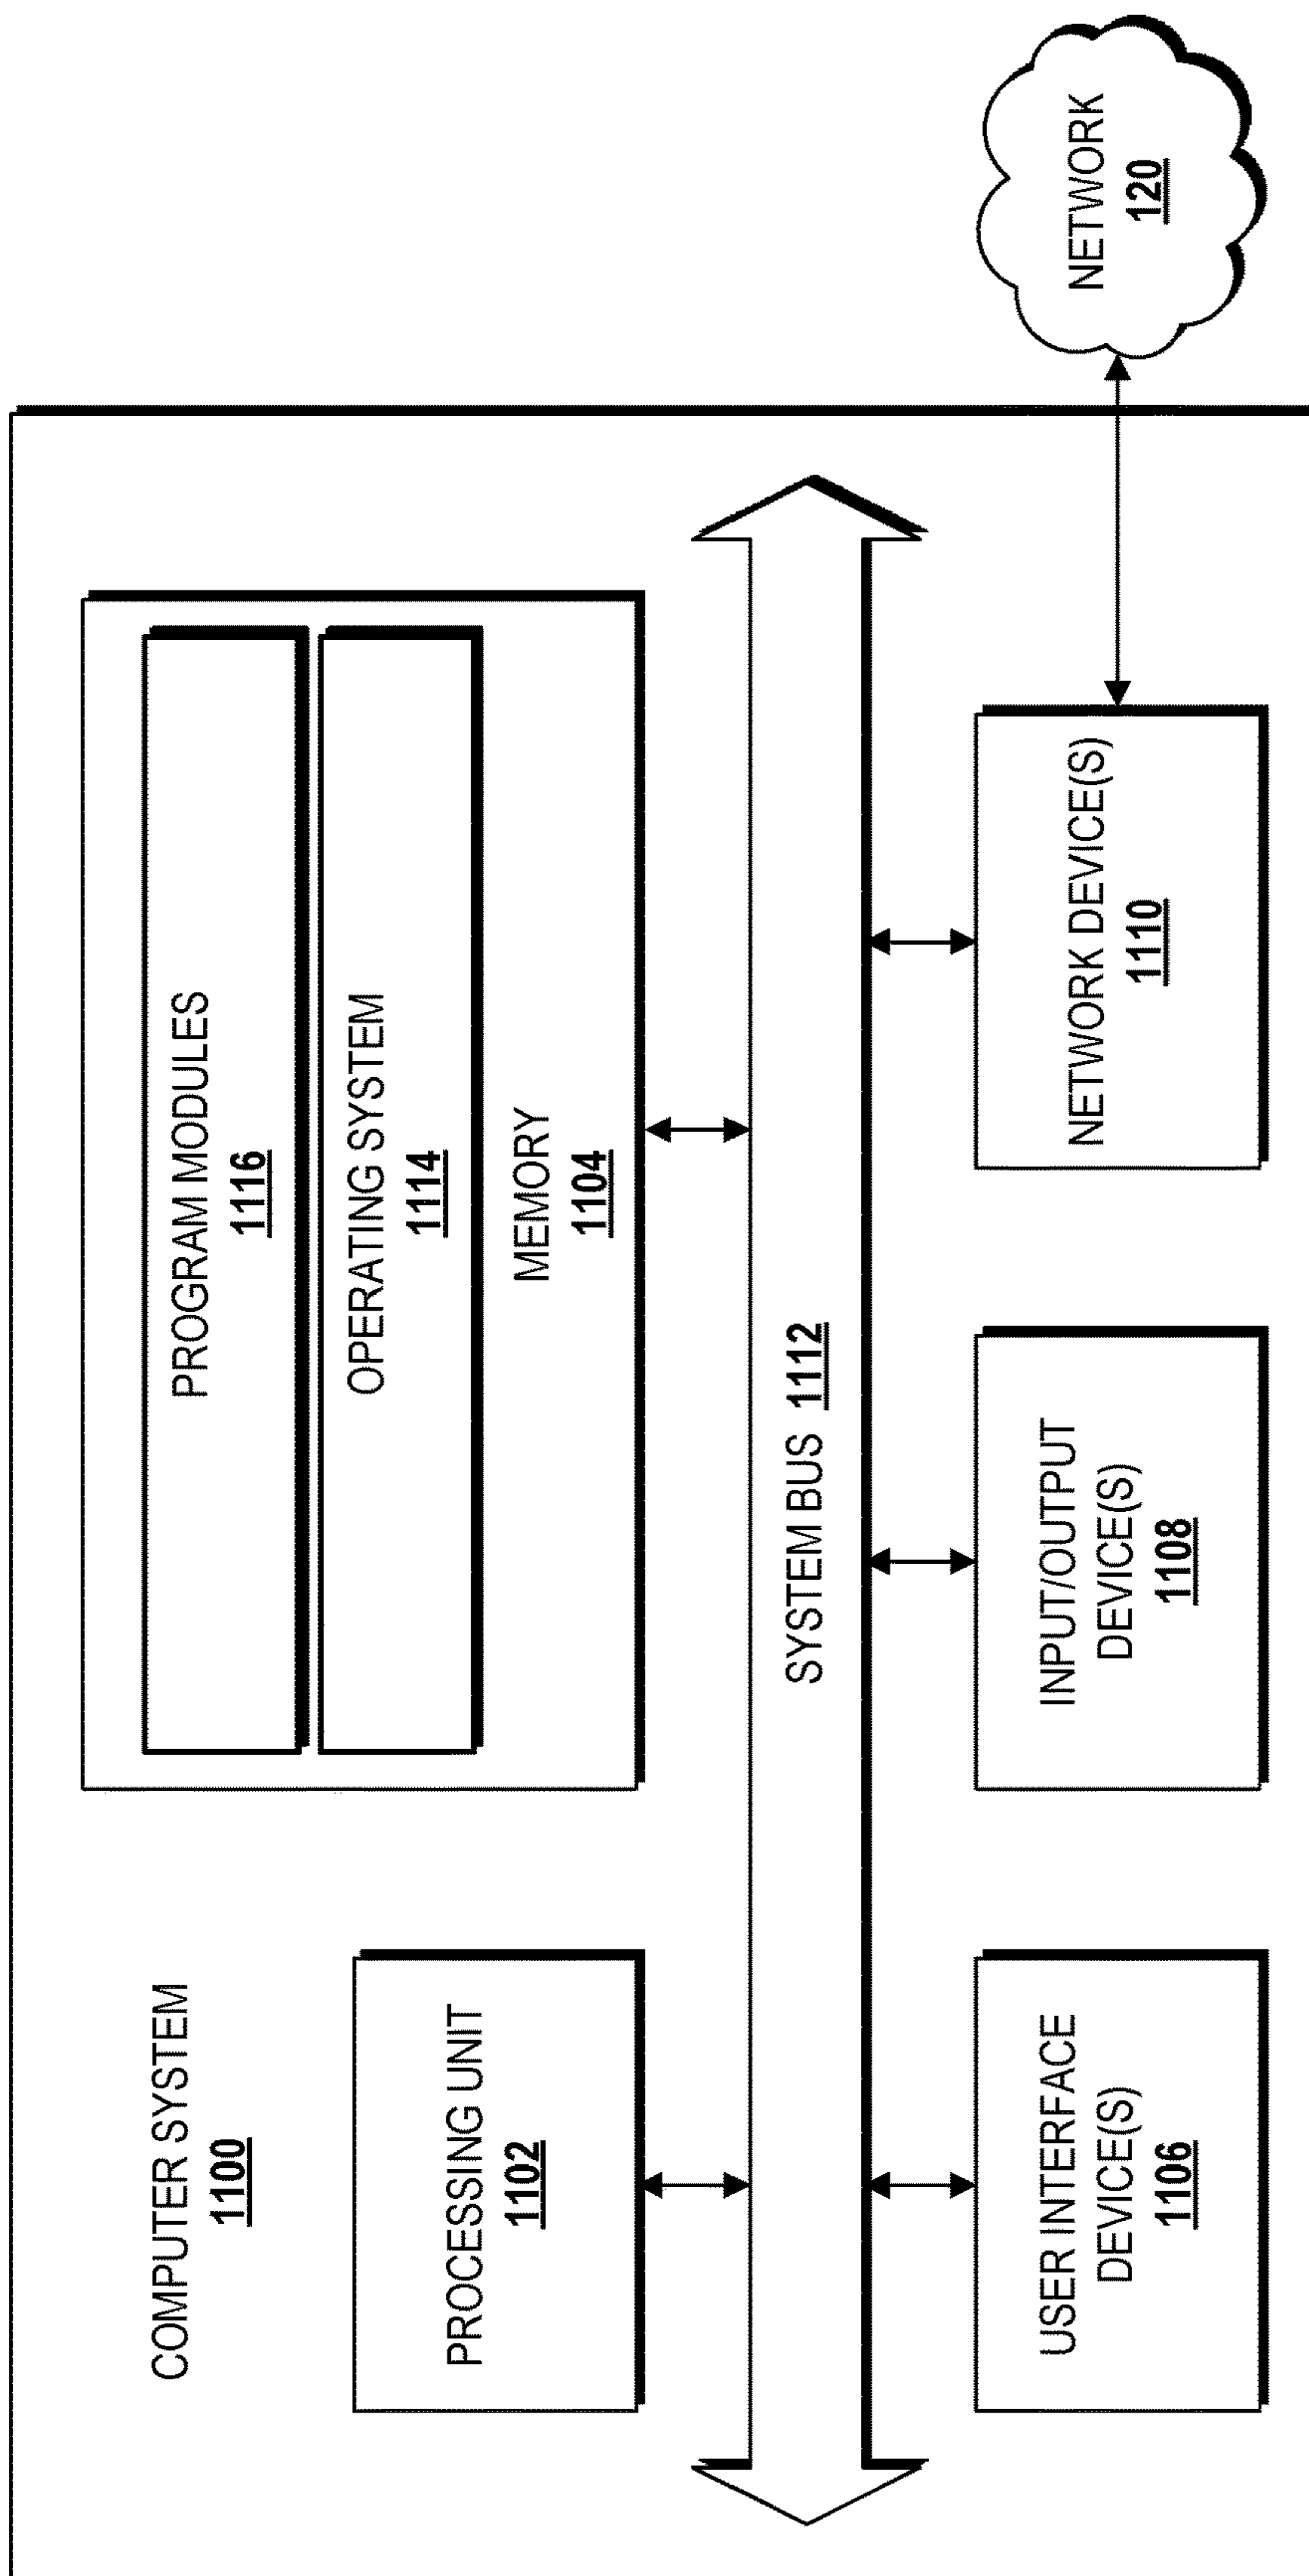 COMPUTER SYSTEM
1100
PROCESSING UNIT
1102
PROGRAM MODULES
1116
OPERATING SYSTEM
1114
MEMORY
1104
SYSTEM BUS 1112
USER INTERFACE
DEVICE(S)
1106
INPUT/OUTPUT
DEVICE(S)
1108
NETWORK DEVICE(S)
1110
NETWORK
120